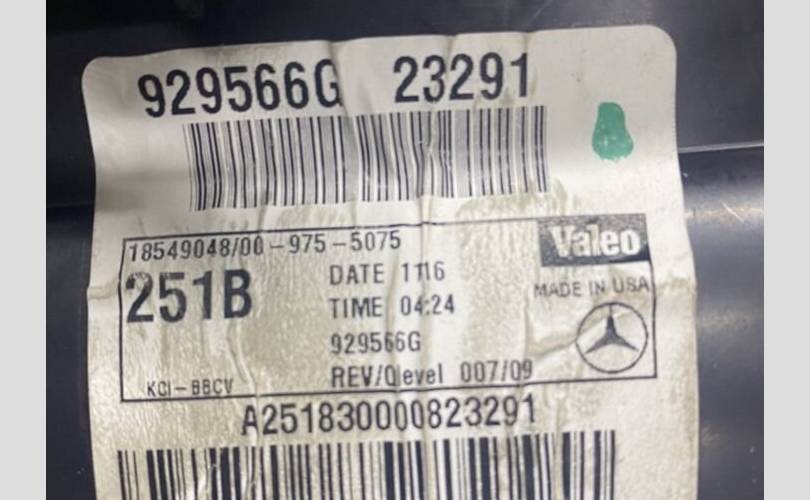 929566G 23291
18549048/00-975-5075
Valeo
251B
DATE 1116
MADE IN USA
TIME 04:24
929566G
KCI-BBCV
REV/Qlevel 007/09
A251830000823291